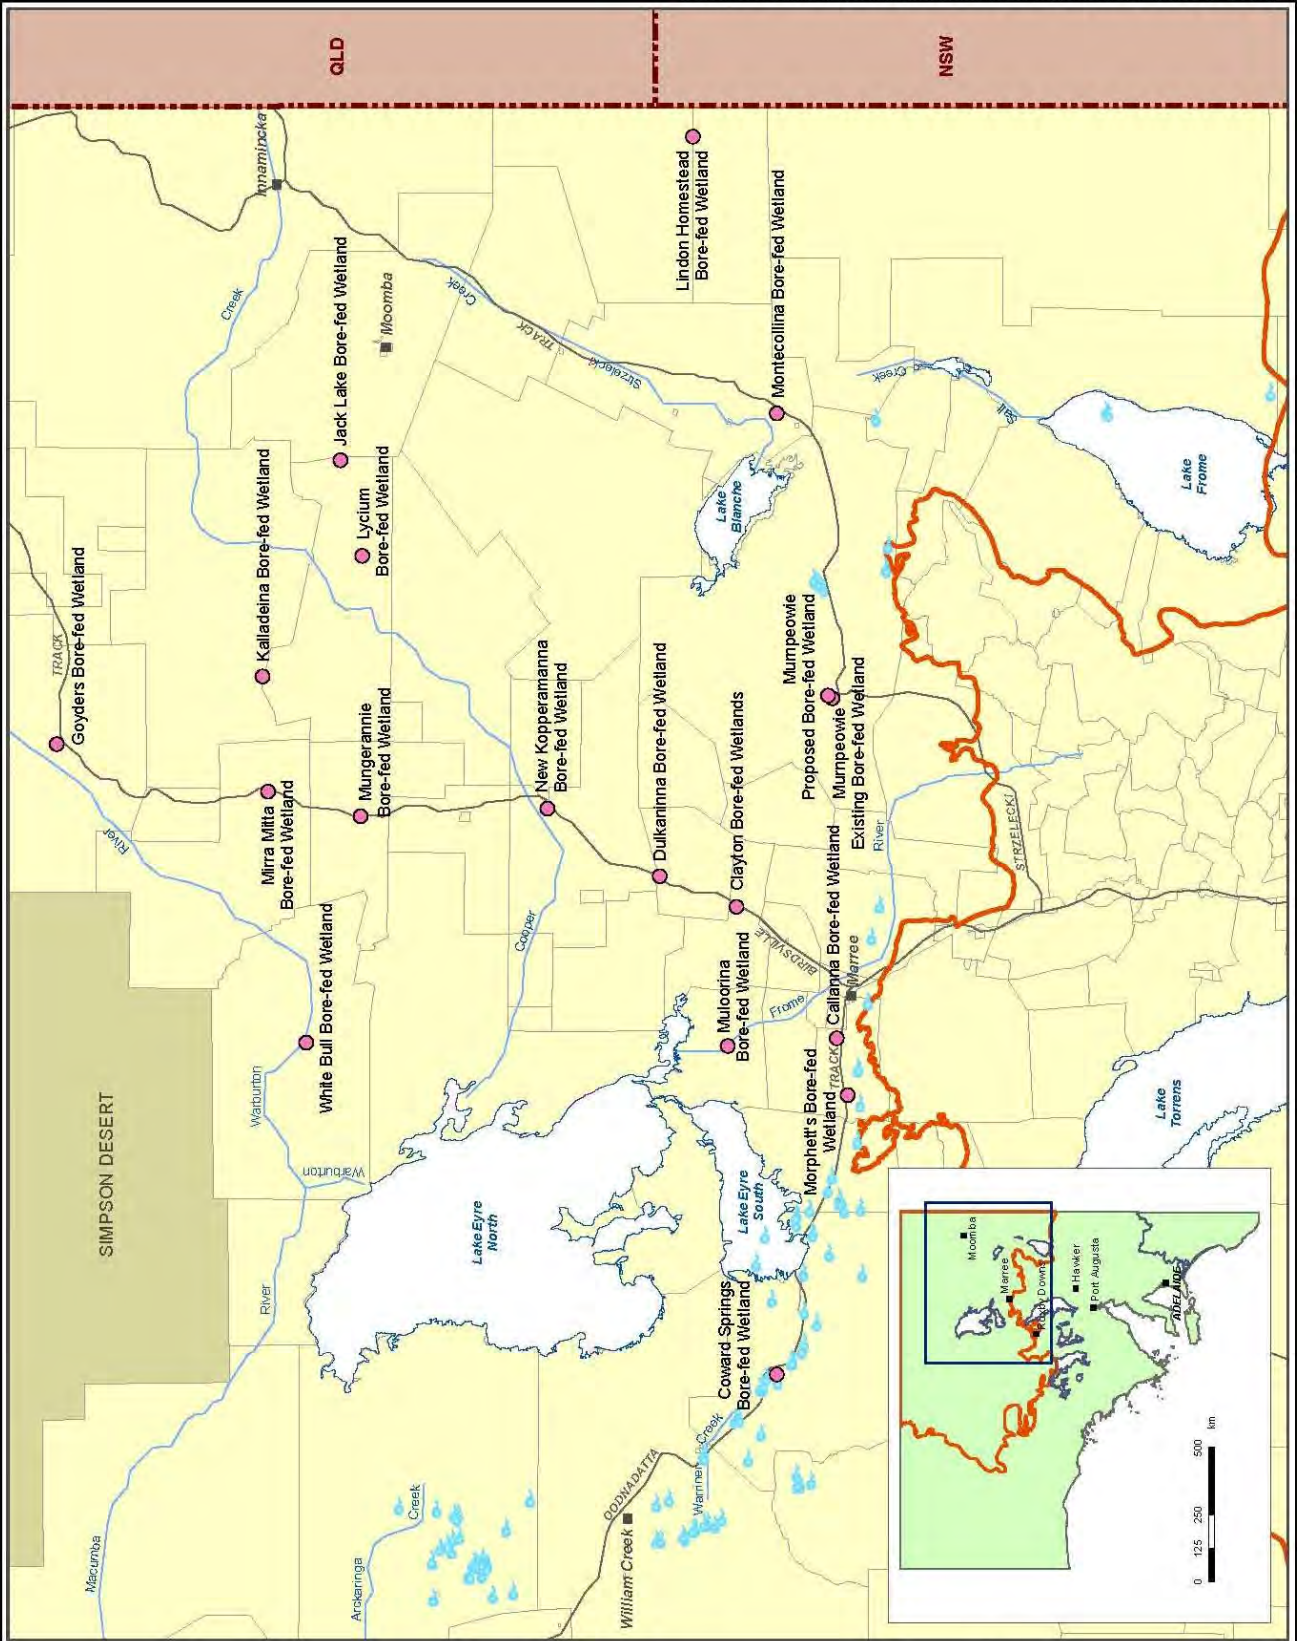 Macumba
River
SIMPSON DESERT
River
TRACK
Goyders Bore-fed Wetland
Warburton
Warburton
White Bull Bore-fed Wetland
Mirra Mitta
Bore-fed Wetland
Kalladeina Bore-fed Wetland
Creek
Innamincka
QLD
Arckaringa
Creek
Mungerannie
Bore-fed Wetland
Lycium
Bore-fed Wetland
Jack Lake Bore-fed Wetland
Moomba
Lake Eyre
North
Cooper
New Kopperamanna
Bore-fed Wetland
Creek
TRACK
Strzelecki
William Creek
OODNADATTA
Dulkaninna Bore-fed Wetland
Lindon Homestead
Bore-fed Wetland
Warriner
Creek
Coward Springs
Bore-fed Wetland
Lake Eyre
South
Muloorina
Bore-fed Wetland
Clayton Bore-fed Wetlands
Lake
Blanche
Montecollina Bore-fed Wetland
Frome
BIRDSVILLE
Mumpeowie
Proposed Bore-fed Wetland
Morphett's Bore-fed
Wetland
TRACK
Callanna Bore-fed Wetland
Mumpeowie
Existing Bore-fed Wetland
Marree
River
Creek
NSW
Salt
STRZELECKI
Lake
Torrens
Lake
Frome
Moomba
Marree
Roxby Downs
Hawker
Port Augusta
ADELAIDE
0 125 250 500
km